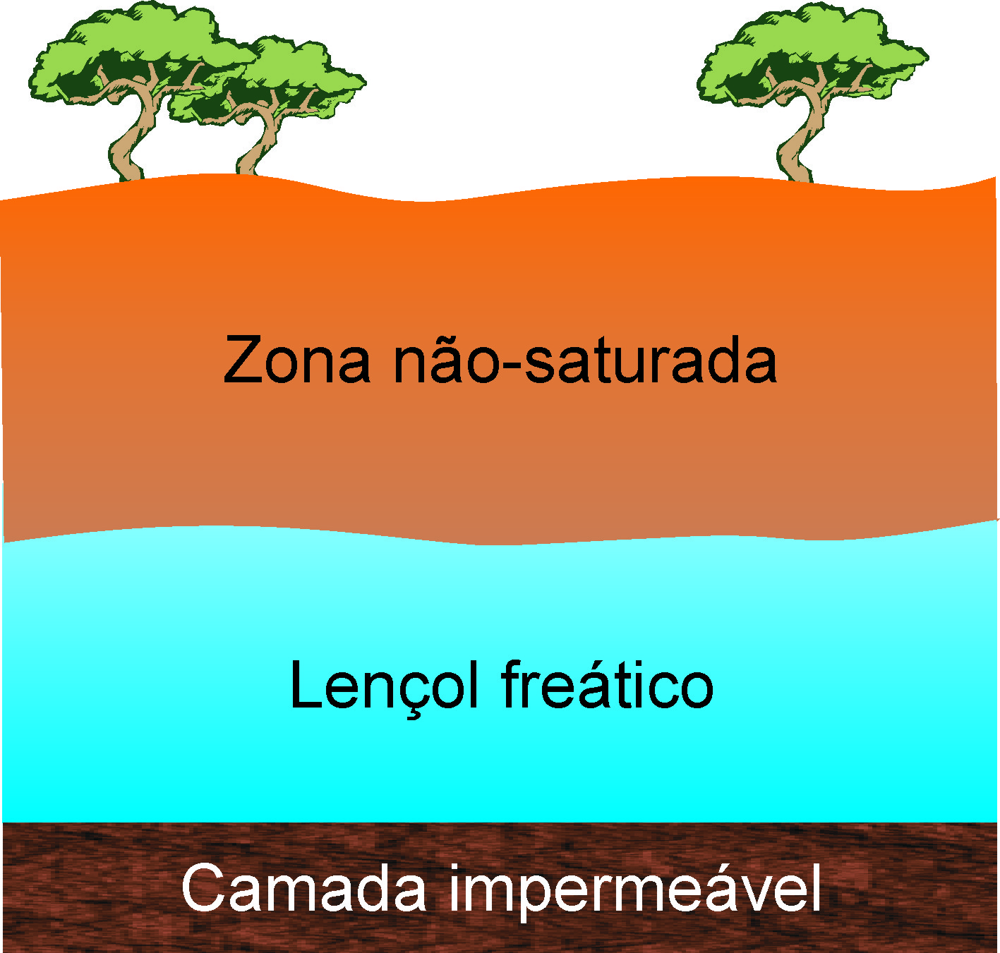 Zona não-saturada
Lençol freático
Camada impermeável